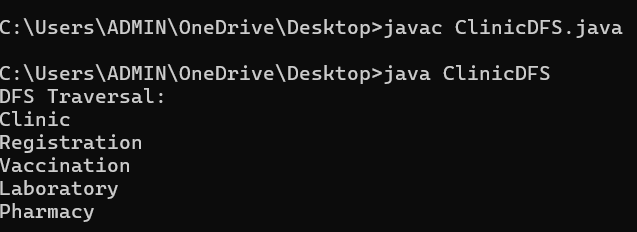 C:\Users\ADMIN\OneDrive\Desktop>javac ClinicDFS.java
C:\Users\ADMIN\OneDrive\Desktop>java ClinicDFS
DFS Traversal:
Clinic
Registration
Vaccination
Laboratory
Pharmacy